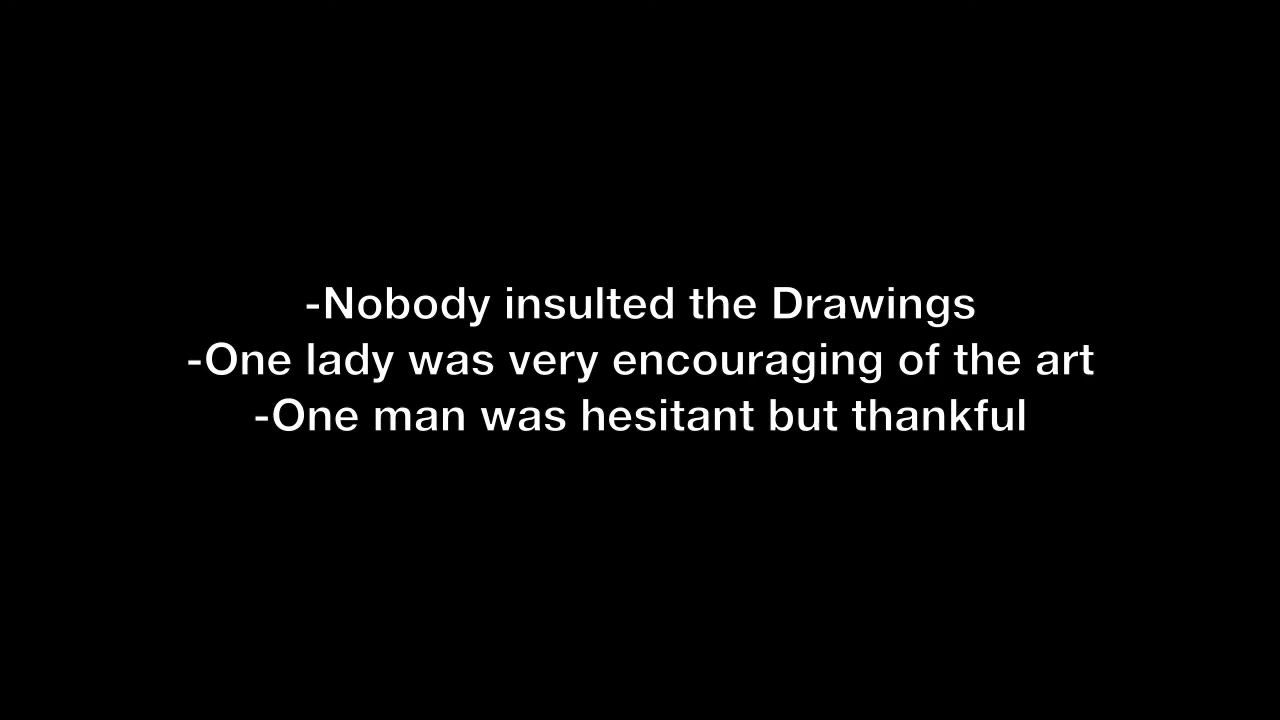 -Nobody insulted the Drawings
-One lady was very encouraging of the art
-One man was hesitant but thankful